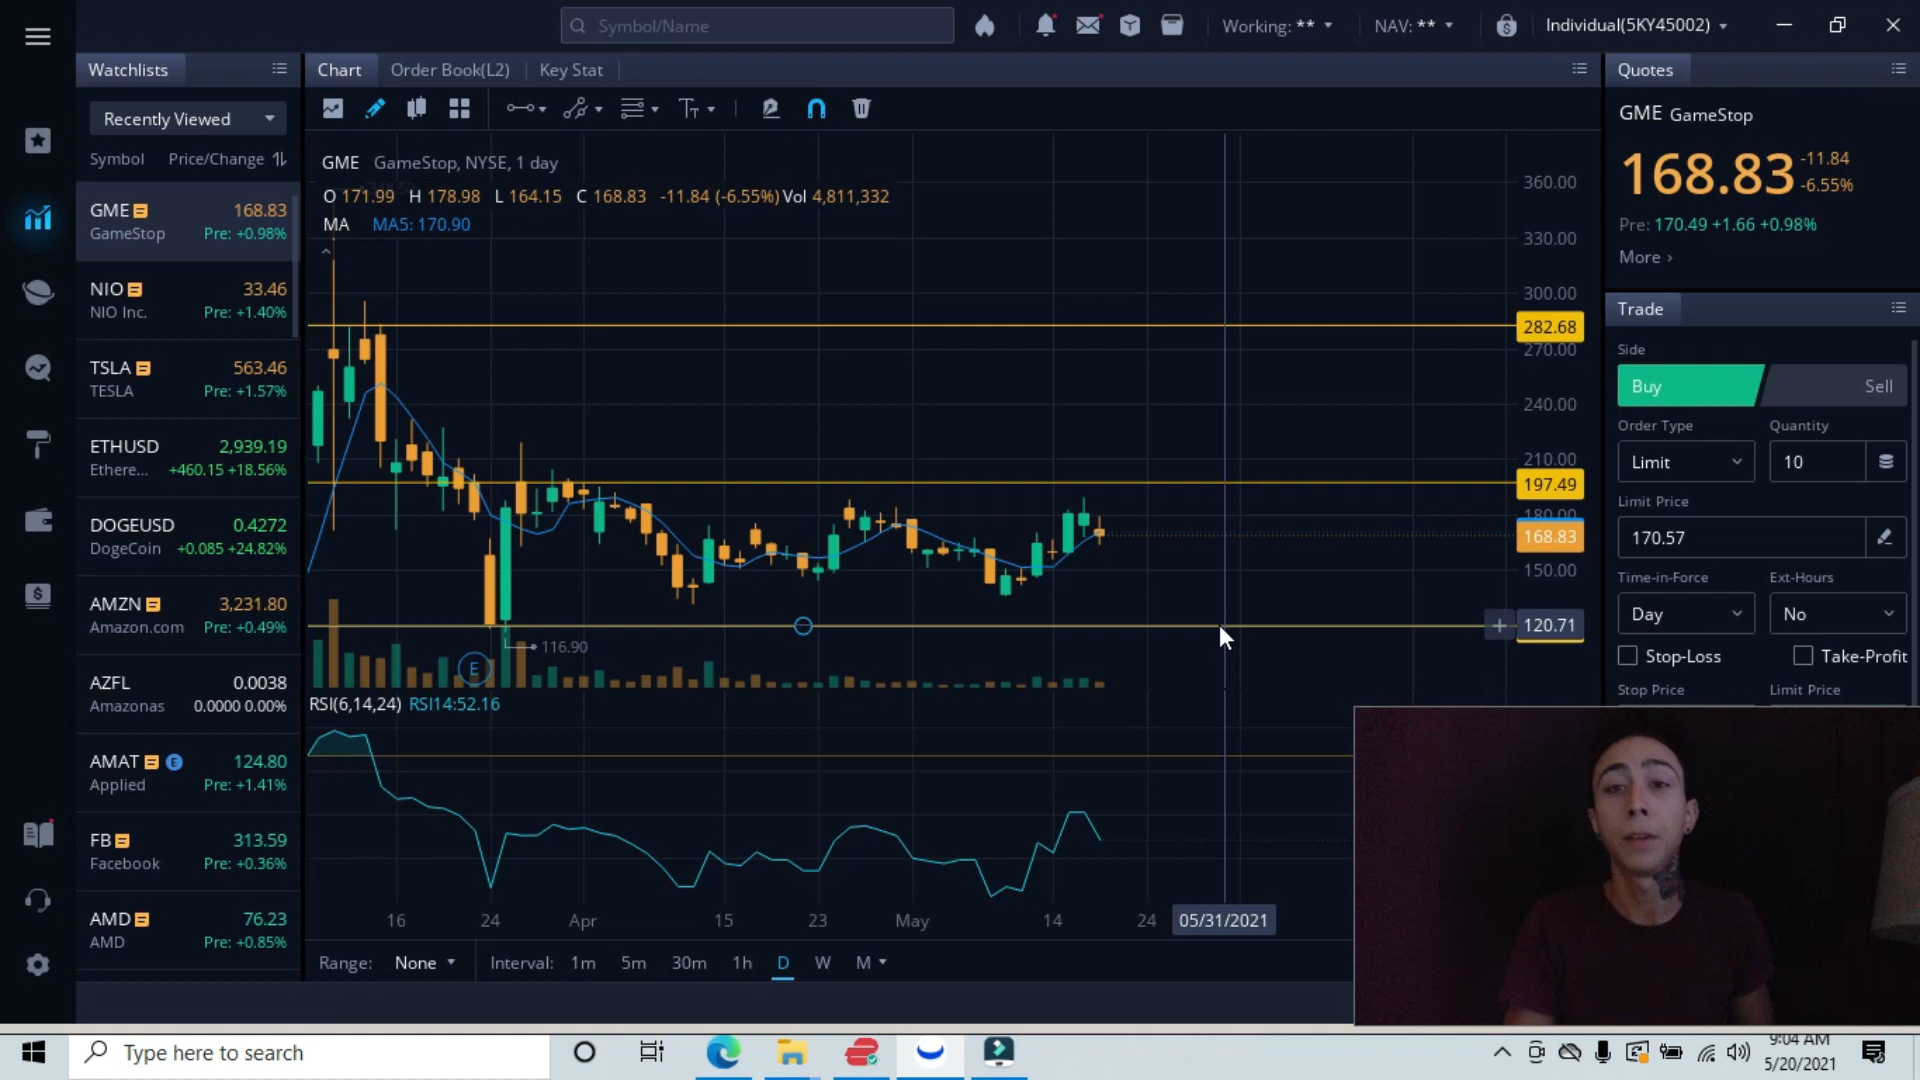 Symbol/Name
Working: **
NAV: **
Individual(5KY45002)
Watchlists
Recently Viewed
Symbol Price/Change
GME 168.83
GameStop Pre: +0.98%
NIO 33.46
NIO Inc. Pre: +1.40%
TSLA 563.46
TESLA Pre: +1.57%
ETHUSD 2,939.19
Ethere... +460.15 +18.56%
DOGEUSD 0.4272
DogeCoin +0.085 +24.82%
AMZN 3,231.80
Amazon.com Pre: +0.49%
AZFL 0.0038
Amazonas 0.0000 0.00%
AMAT E 124.80
Applied Pre: +1.41%
FB 313.59
Facebook Pre: +0.36%
AMD 76.23
AMD Pre: +0.85%
Chart Order Book(L2) Key Stat
GME GameStop, NYSE, 1 day
O 171.99 H 178.98 L 164.15 C 168.83 -11.84 (-6.55%) Vol 4,811,332
MA MA5: 170.90
360.00
330.00
300.00
282.68
270.00
240.00
210.00
197.49
180.00
168.83
150.00
120.71
116.90
E
RSI(6,14,24) RSI14:52.16
16 24 Apr 15 23 May 14 24 05/31/2021
Range: None Interval: 1m 5m 30m 1h D W M
Quotes
GME GameStop
168.83 -11.84
-6.55%
Pre: 170.49 +1.66 +0.98%
More ›
Trade
Side
Buy Sell
Order Type Quantity
Limit 10
Limit Price
170.57
Time-in-Force Ext-Hours
Day No
Stop-Loss Take-Profit
Stop Price Limit Price
Type here to search
9:04 AM
5/20/2021